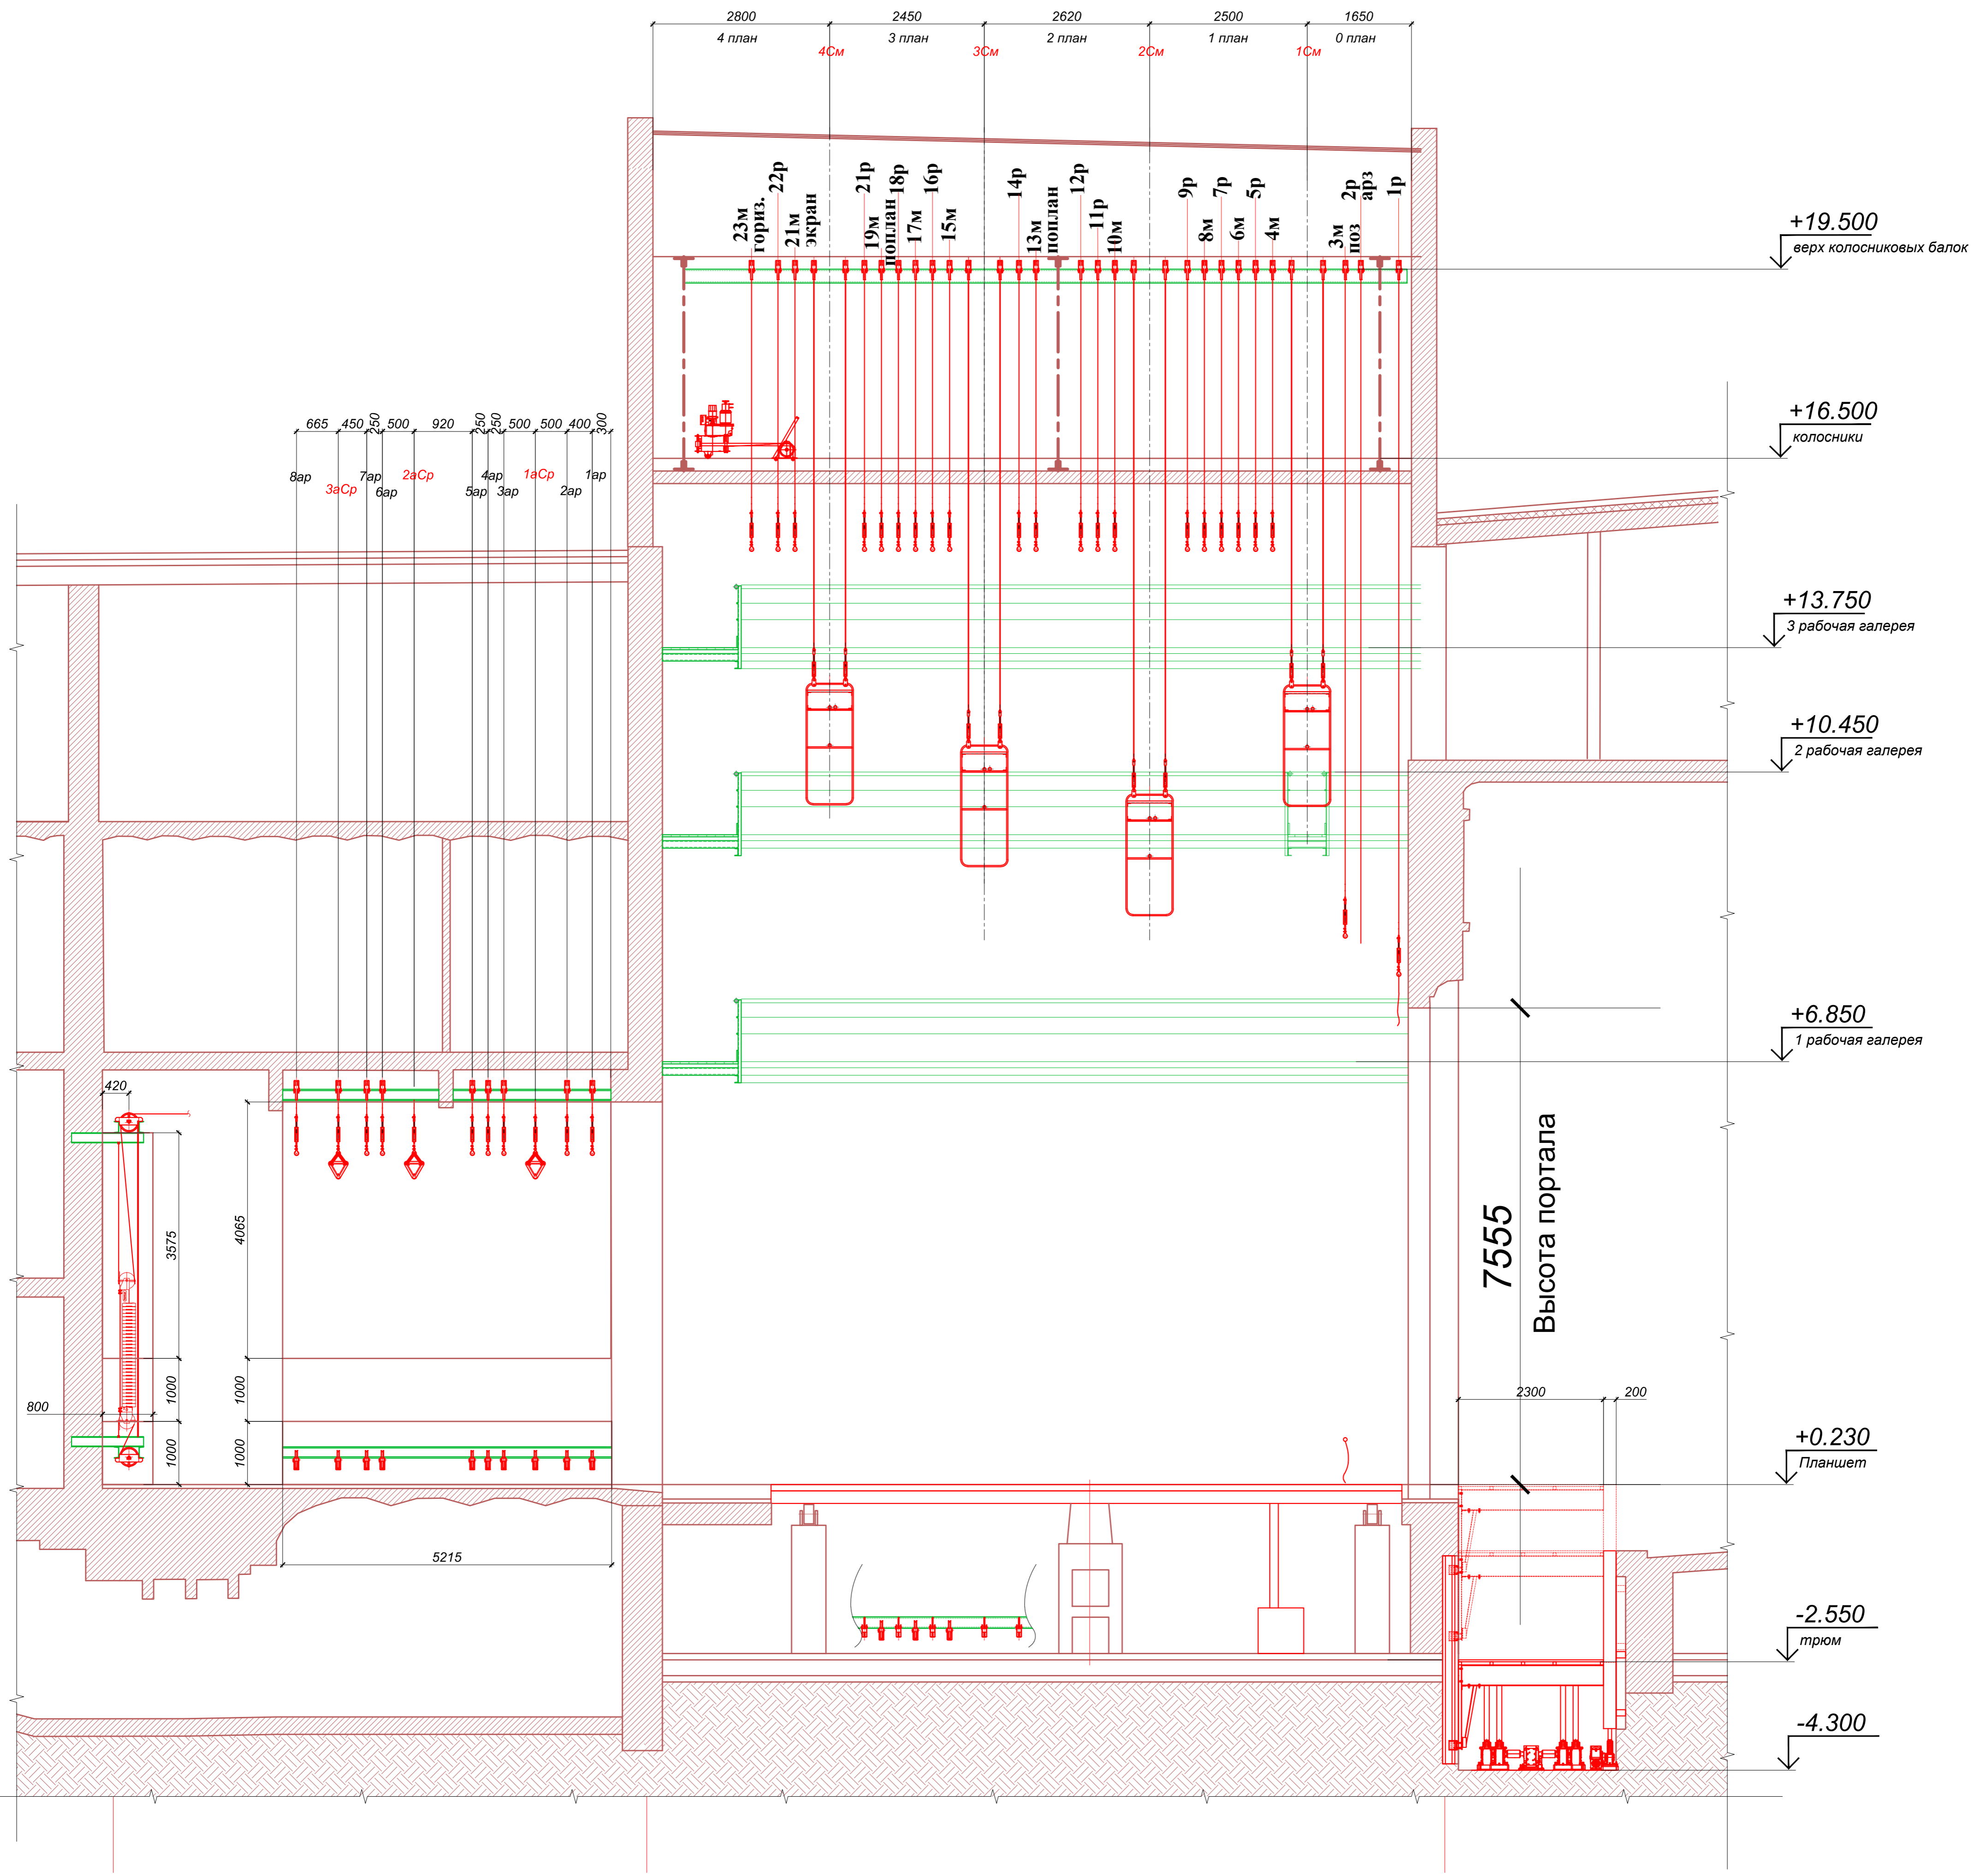 2800 2450 2620 2500 1650
4 план 3 план 2 план 1 план 0 план
4См 3См 2См 1См
23м
гориз.
22р
21м
экран
21р
19м
поплан
18р
17м
16р
15м
14р
13м
поплан
12р
11р
10м
9р
8м
7р
6м
5р
4м
3м
поз
2р
арз
1р
+19.500
верх колосниковых балок
+16.500
колосники
665 450 250 500 920 250 250 500 500 400 300
8ар 3аСр 7ар 6ар 2аСр 5ар 4ар 3ар 1аСр 2ар 1ар
+13.750
3 рабочая галерея
+10.450
2 рабочая галерея
+6.850
1 рабочая галерея
420
3575
4065
7555
Высота портала
1000
1000
800
2300 200
1000
1000
+0.230
Планшет
5215
-2.550
трюм
-4.300